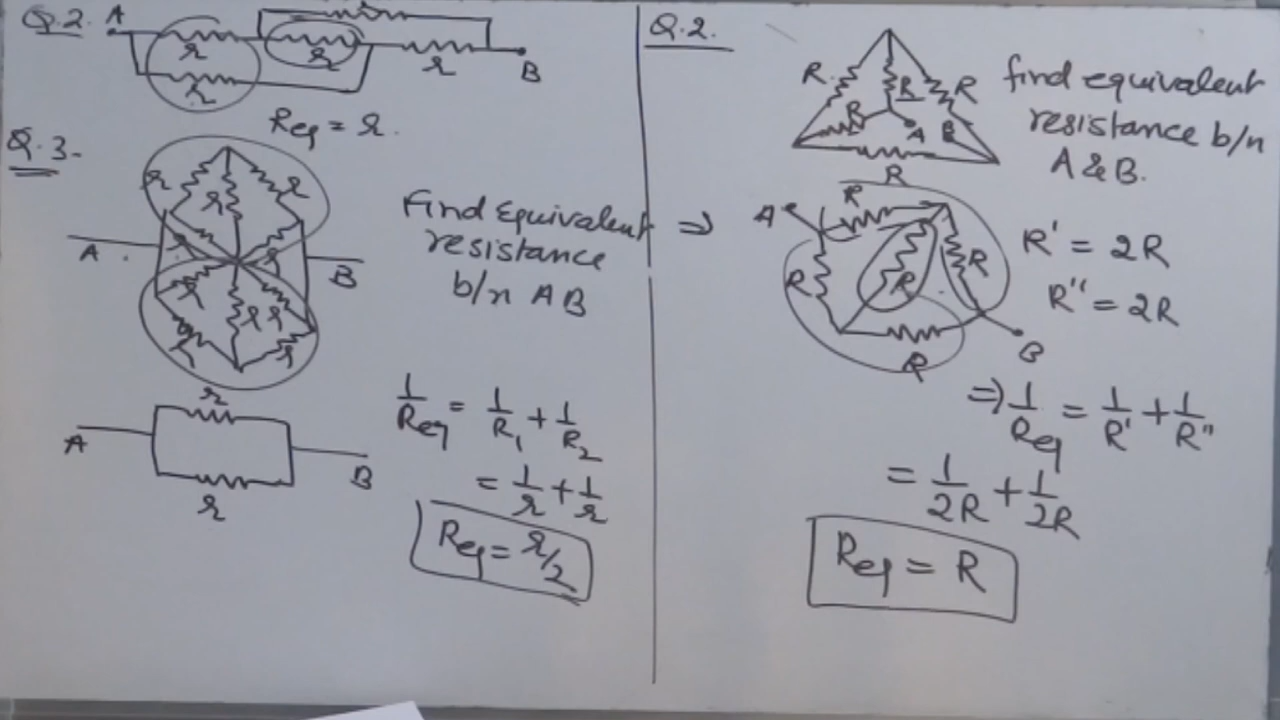 Q.2. A
r
r
r
r
B
Req = r.
Q.3.
r
r
r
r
r
r
r
r
r
r
A
B
Find Equivalent
resistance
b/n AB
r
A
B
r
1/Req = 1/R₁ + 1/R₂
= 1/r + 1/r
Req = r/2
Q.2.
R
R
R
R
A
B
R
find equivalent
resistance b/n
A & B.
⇒
A
R
R
R
R
R
B
R' = 2R
R'' = 2R
⇒ 1/Req = 1/R' + 1/R''
= 1/2R + 1/2R
Req = R